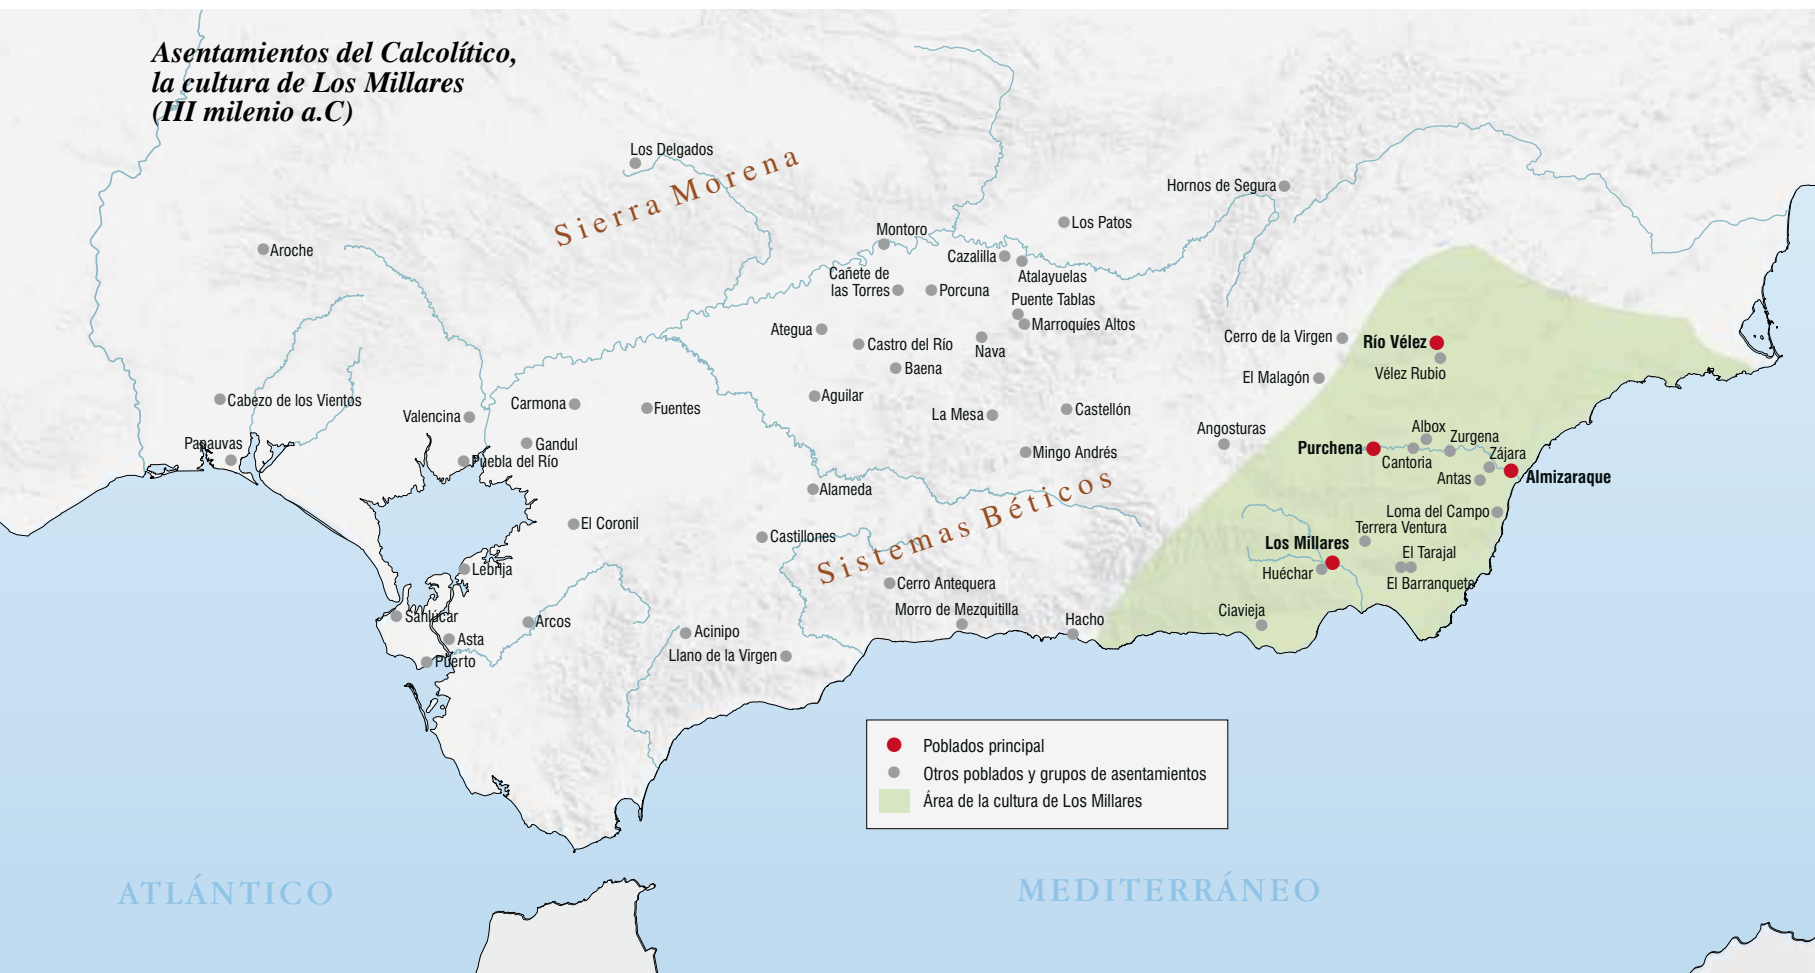 Asentamientos del Calcolítico,
la cultura de Los Millares
(III milenio a.C)
Los Delgados
Sierra Morena
Hornos de Segura
Los Patos
Montoro
Aroche
Cazalilla
Atalayuelas
Cañete de
las Torres
Porcuna
Puente Tablas
Marroquíes Altos
Ategua
Castro del Río
Nava
Cerro de la Virgen
Río Vélez
Baena
Vélez Rubio
El Malagón
Aguilar
Cabezo de los Vientos
Carmona
Fuentes
Valencina
La Mesa
Castellón
Angosturas
Albox
Zurgena
Papauvas
Gandul
Purchena
Mingo Andrés
Cantoria
Zájara
Puebla del Río
Antas
Almizaraque
Alameda
Sistemas Béticos
Loma del Campo
El Coronil
Terrera Ventura
Castillones
Los Millares
El Tarajal
Lebrija
Huéchar
Cerro Antequera
El Barranquete
Morro de Mezquitilla
Ciavieja
Sanlúcar
Arcos
Hacho
Acinipo
Asta
Llano de la Virgen
Puerto
Poblados principal
Otros poblados y grupos de asentamientos
Área de la cultura de Los Millares
ATLÁNTICO
MEDITERRÁNEO